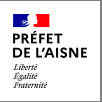 PRÉFET
DE L'AISNE
Liberté
Égalité
Fraternité